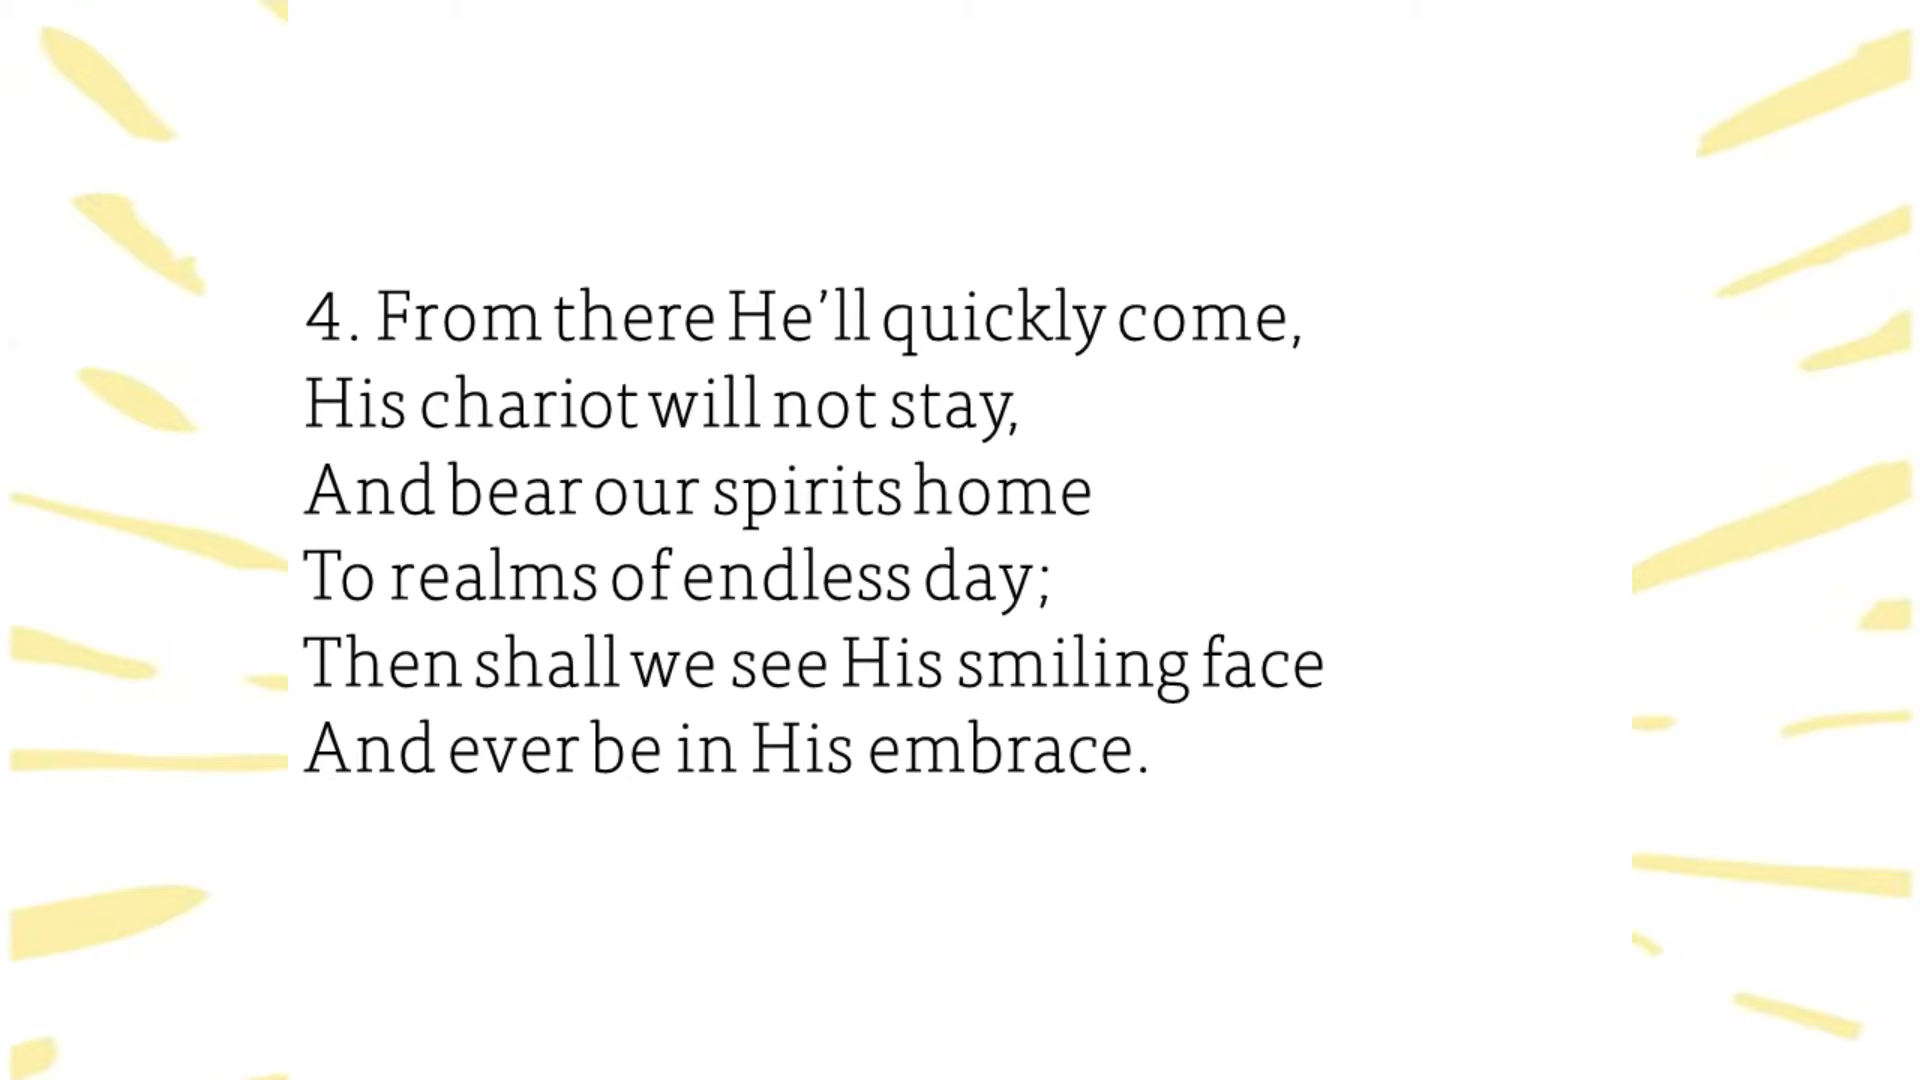 4. From there He’ll quickly come,
His chariot will not stay,
And bear our spirits home
To realms of endless day;
Then shall we see His smiling face
And ever be in His embrace.